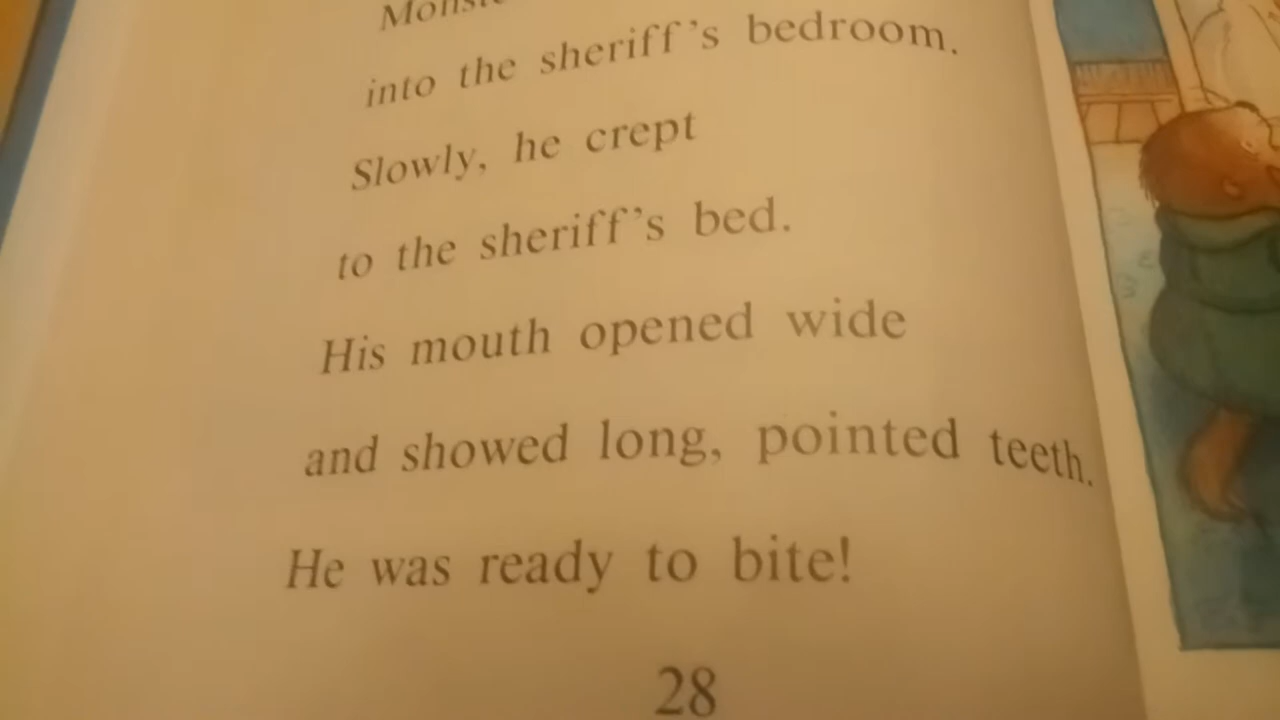 into the sheriff's bedroom.
Slowly, he crept
to the sheriff's bed.
His mouth opened wide
and showed long, pointed teeth.
He was ready to bite!
28